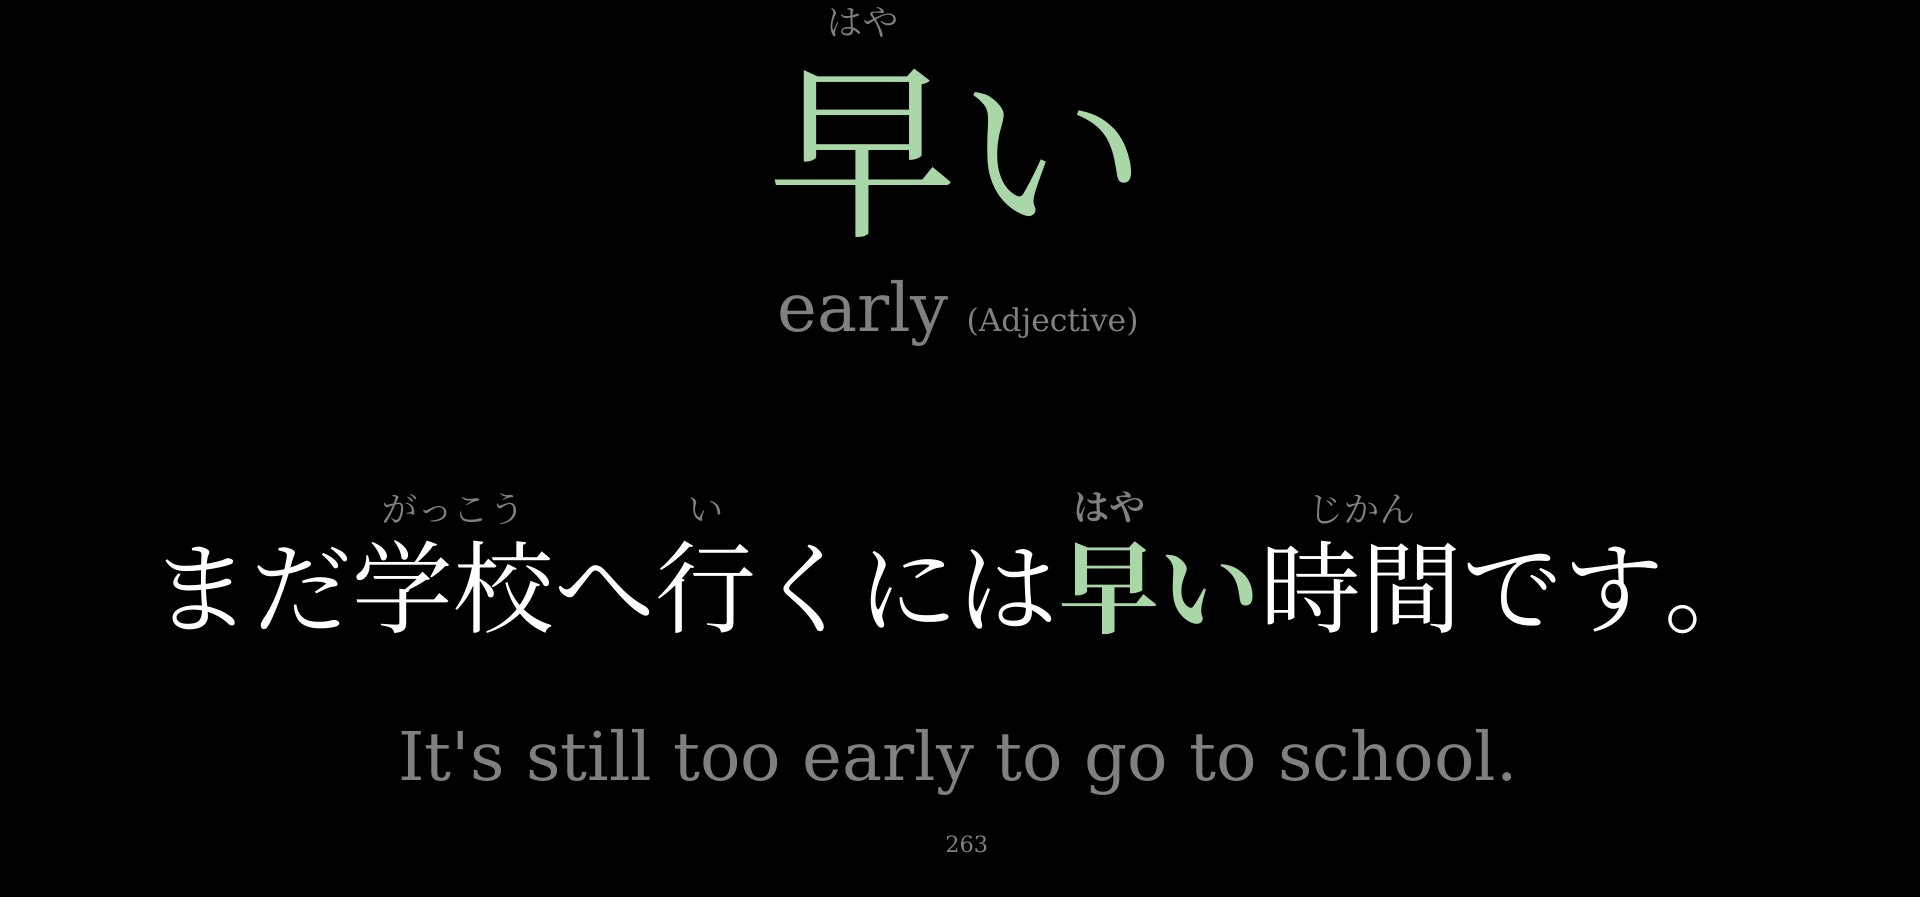 はや
早い
early (Adjective)
がっこう い はや じかん
まだ学校へ行くには早い時間です。
It's still too early to go to school.
263